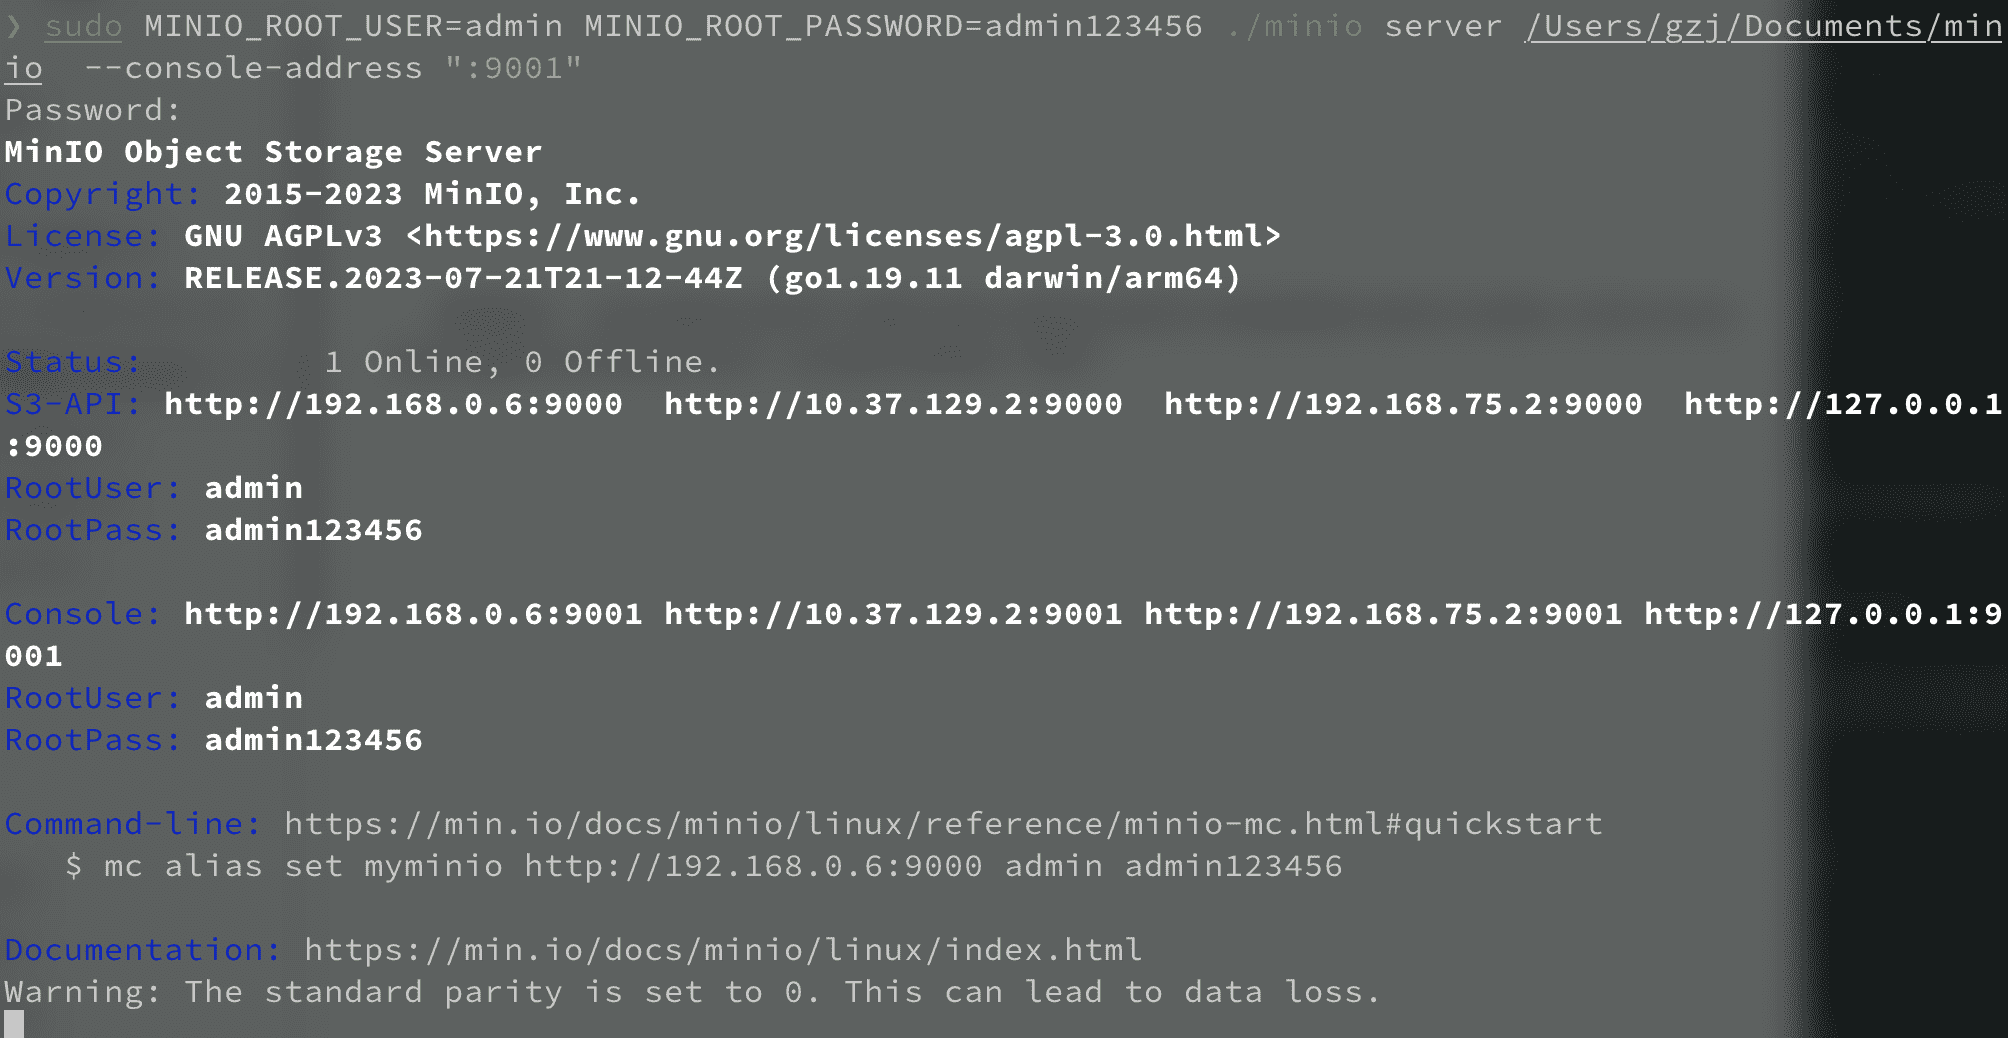 ❯ sudo MINIO_ROOT_USER=admin MINIO_ROOT_PASSWORD=admin123456 ./minio server /Users/gzj/Documents/min
io  --console-address ":9001"
Password:
MinIO Object Storage Server
Copyright: 2015-2023 MinIO, Inc.
License: GNU AGPLv3 <https://www.gnu.org/licenses/agpl-3.0.html>
Version: RELEASE.2023-07-21T21-12-44Z (go1.19.11 darwin/arm64)
Status:         1 Online, 0 Offline.
S3-API: http://192.168.0.6:9000  http://10.37.129.2:9000  http://192.168.75.2:9000  http://127.0.0.1
:9000
RootUser: admin
RootPass: admin123456
Console: http://192.168.0.6:9001 http://10.37.129.2:9001 http://192.168.75.2:9001 http://127.0.0.1:9
001
RootUser: admin
RootPass: admin123456
Command-line: https://min.io/docs/minio/linux/reference/minio-mc.html#quickstart
   $ mc alias set myminio http://192.168.0.6:9000 admin admin123456
Documentation: https://min.io/docs/minio/linux/index.html
Warning: The standard parity is set to 0. This can lead to data loss.